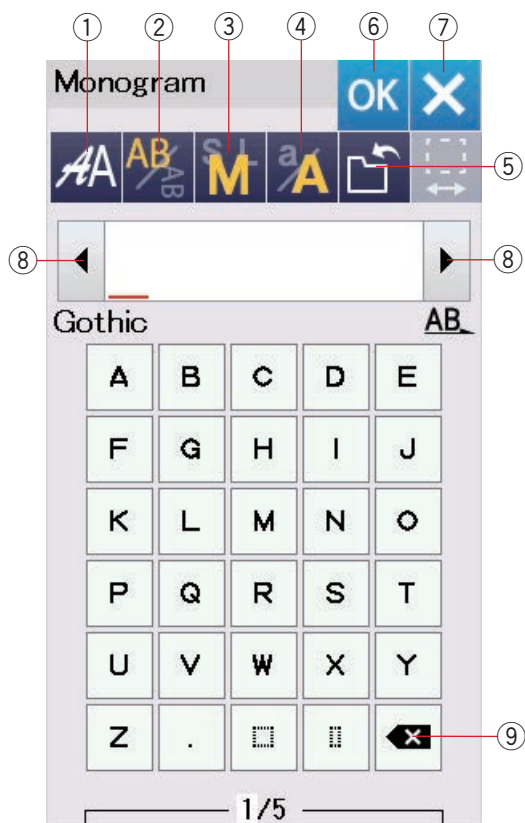 ① ② ③ ④ ⑥ ⑦
Monogram OK
AA AB AB S M L a A ⑤
⑧ ⑧
Gothic AB
A B C D E
F G H I J
K L M N O
P Q R S T
U V W X Y
Z . ⑨
1/5